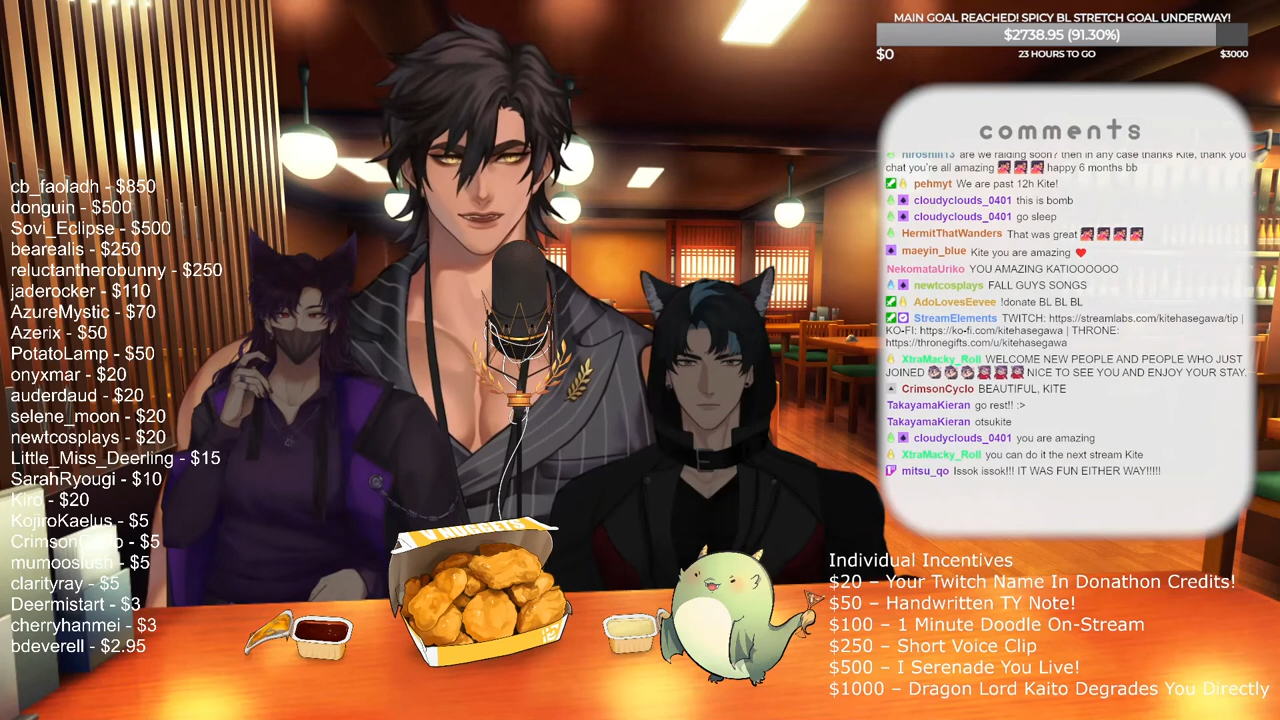 MAIN GOAL REACHED! SPICY BL STRETCH GOAL UNDERWAY!
$2738.95 (91.30%)
$0
23 HOURS TO GO
$3000
cb_faoladh - $850
donguin - $500
Sovi_Eclipse - $500
bearealis - $250
reluctantherobunny - $250
jaderocker - $110
AzureMystic - $70
Azerix - $50
PotatoLamp - $50
onyxmar - $20
auderdaud - $20
selene_moon - $20
newtcosplays - $20
Little_Miss_Deerling - $15
SarahRyougi - $10
Kiro - $20
KojiroKaelus - $5
CrimsonCyclo - $5
mumooslush - $5
clarityray - $5
Deermistart - $3
cherryhanmei - $3
bdeverell - $2.95
comments
are we raiding soon? then in any case thanks Kite, thank you
chat you're all amazing happy 6 months bb
pehmyt We are past 12h Kite!
cloudyclouds_0401 this is bomb
cloudyclouds_0401 go sleep
HermitThatWanders That was great
maeyin_blue Kite you are amazing
NekomataUriko YOU AMAZING KATIOOOOOO
newtcosplays FALL GUYS SONGS
AdoLovesEevee !donate BL BL BL
StreamElements TWITCH: https://streamlabs.com/kitehasegawa/tip |
KO-FI: https://ko-fi.com/kitehasegawa | THRONE:
https://thronegifts.com/u/kitehasegawa
XtraMacky_Roll WELCOME NEW PEOPLE AND PEOPLE WHO JUST
JOINED NICE TO SEE YOU AND ENJOY YOUR STAY.
CrimsonCyclo BEAUTIFUL, KITE
TakayamaKieran go rest!! :>
TakayamaKieran otsukite
cloudyclouds_0401 you are amazing
XtraMacky_Roll you can do it the next stream Kite
mitsu_qo Issok issok!!! IT WAS FUN EITHER WAY!!!!!
V NUGGETS
Individual Incentives
$20 – Your Twitch Name In Donathon Credits!
$50 – Handwritten TY Note!
$100 – 1 Minute Doodle On-Stream
$250 – Short Voice Clip
$500 – I Serenade You Live!
$1000 – Dragon Lord Kaito Degrades You Directly